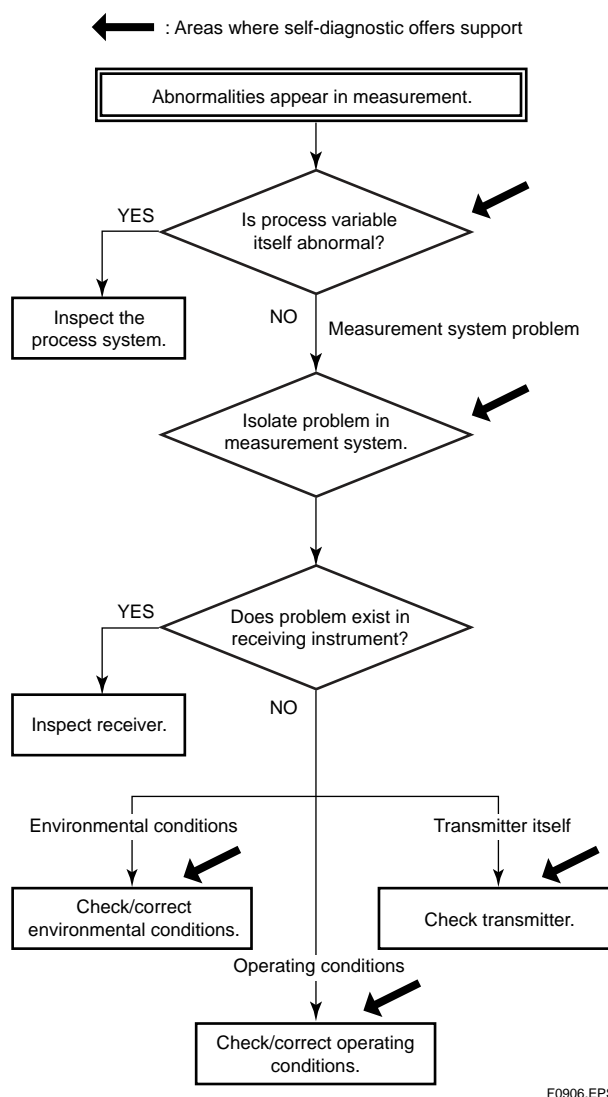 : Areas where self-diagnostic offers support
Abnormalities appear in measurement.
YES
Is process variable
itself abnormal?
Inspect the
process system.
NO
Measurement system problem
Isolate problem in
measurement system.
YES
Does problem exist in
receiving instrument?
Inspect receiver.
NO
Environmental conditions
Transmitter itself
Check/correct
environmental conditions.
Check transmitter.
Operating conditions
Check/correct operating
conditions.
F0906.EPS